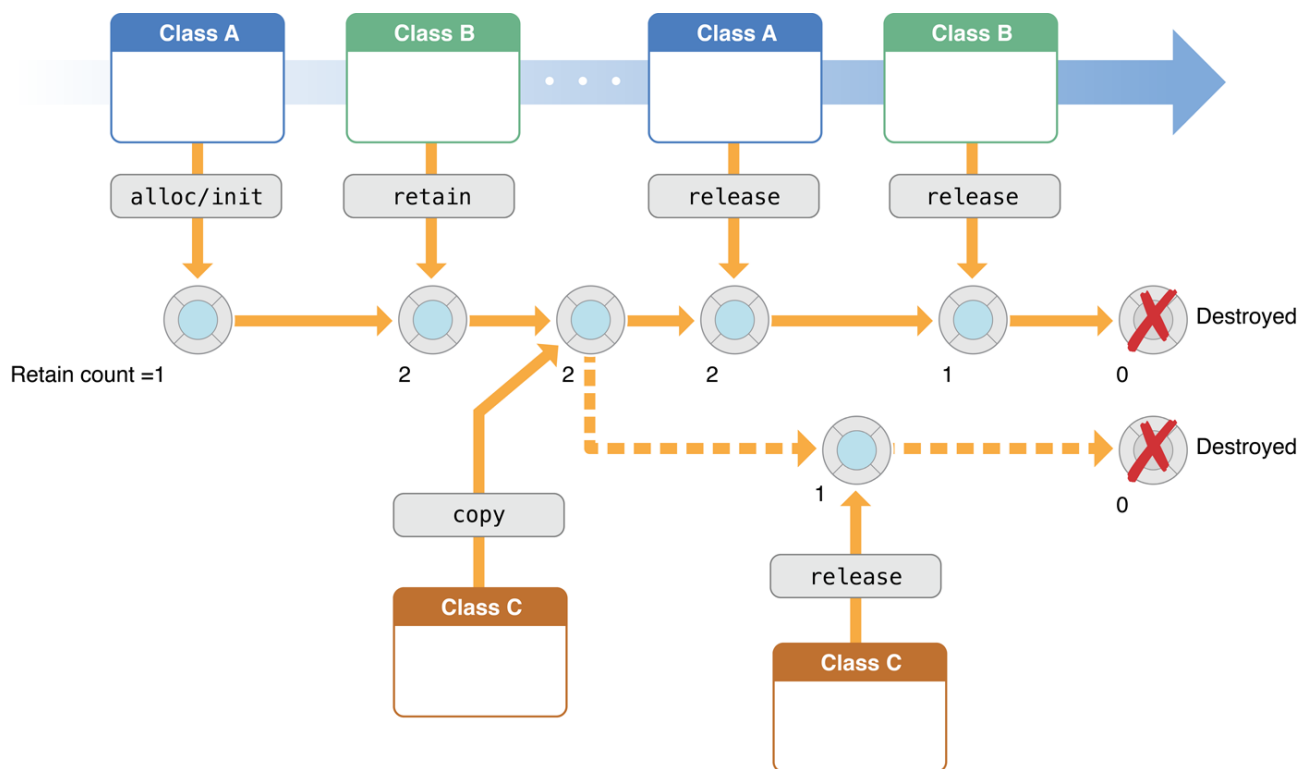 Class A
Class B
Class A
Class B
alloc/init
retain
release
release
Destroyed
Retain count =1
2
2
2
1
0
Destroyed
1
0
copy
release
Class C
Class C